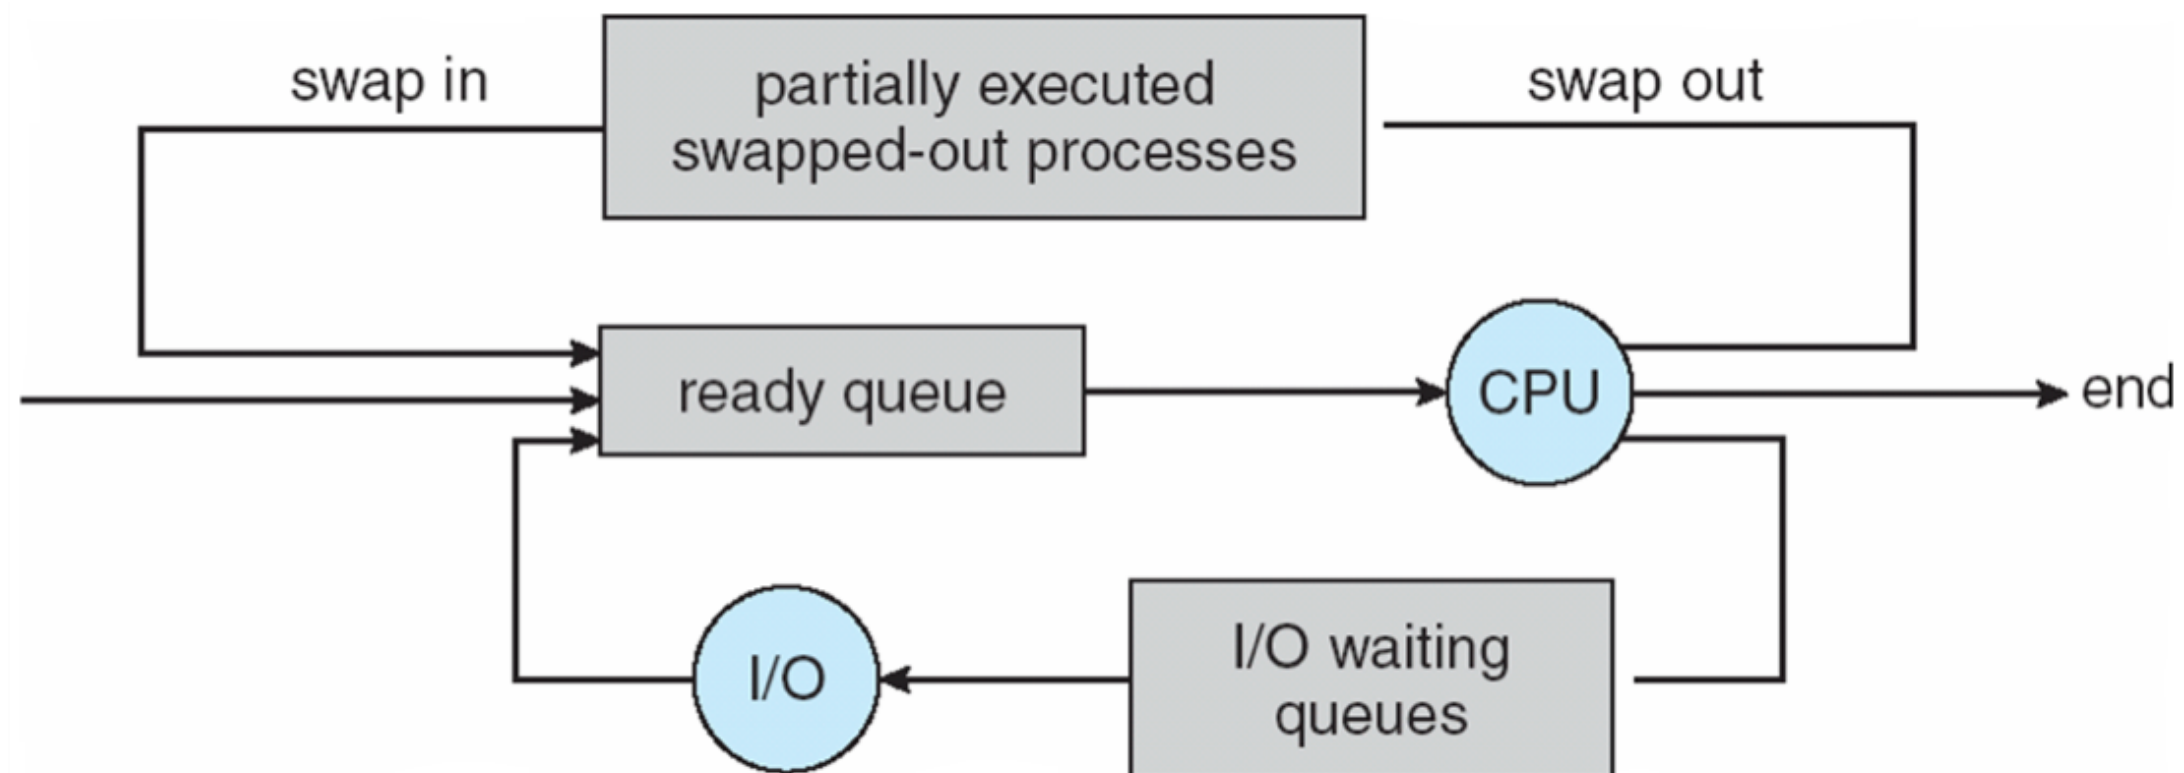 swap in
partially executed
swapped-out processes
swap out
ready queue
CPU
end
I/O
I/O waiting
queues